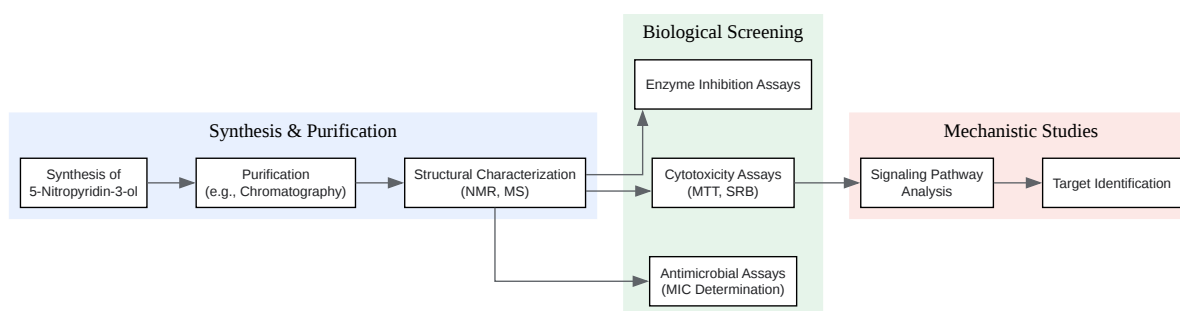 Synthesis & Purification
Synthesis of
5-Nitropyridin-3-ol
Purification
(e.g., Chromatography)
Structural Characterization
(NMR, MS)
Biological Screening
Enzyme Inhibition Assays
Cytotoxicity Assays
(MTT, SRB)
Antimicrobial Assays
(MIC Determination)
Mechanistic Studies
Signaling Pathway
Analysis
Target Identification